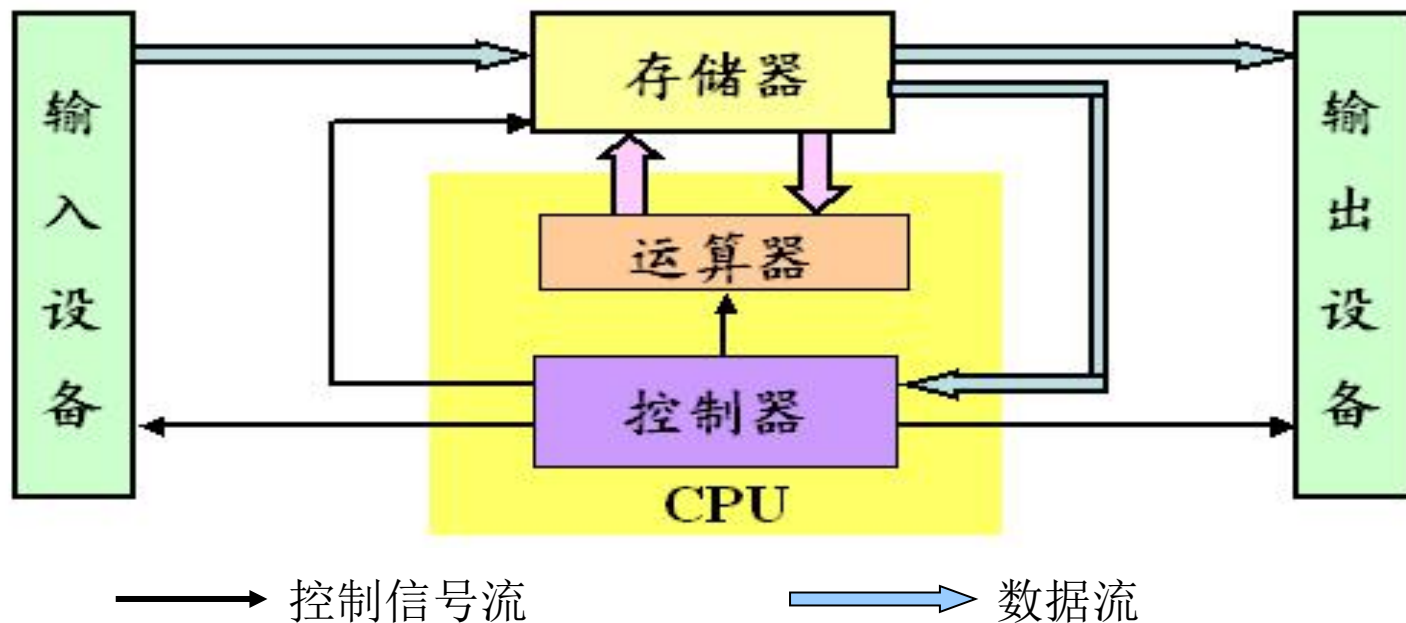 输入设备
存储器
运算器
控制器
CPU
输出设备
控制信号流
数据流